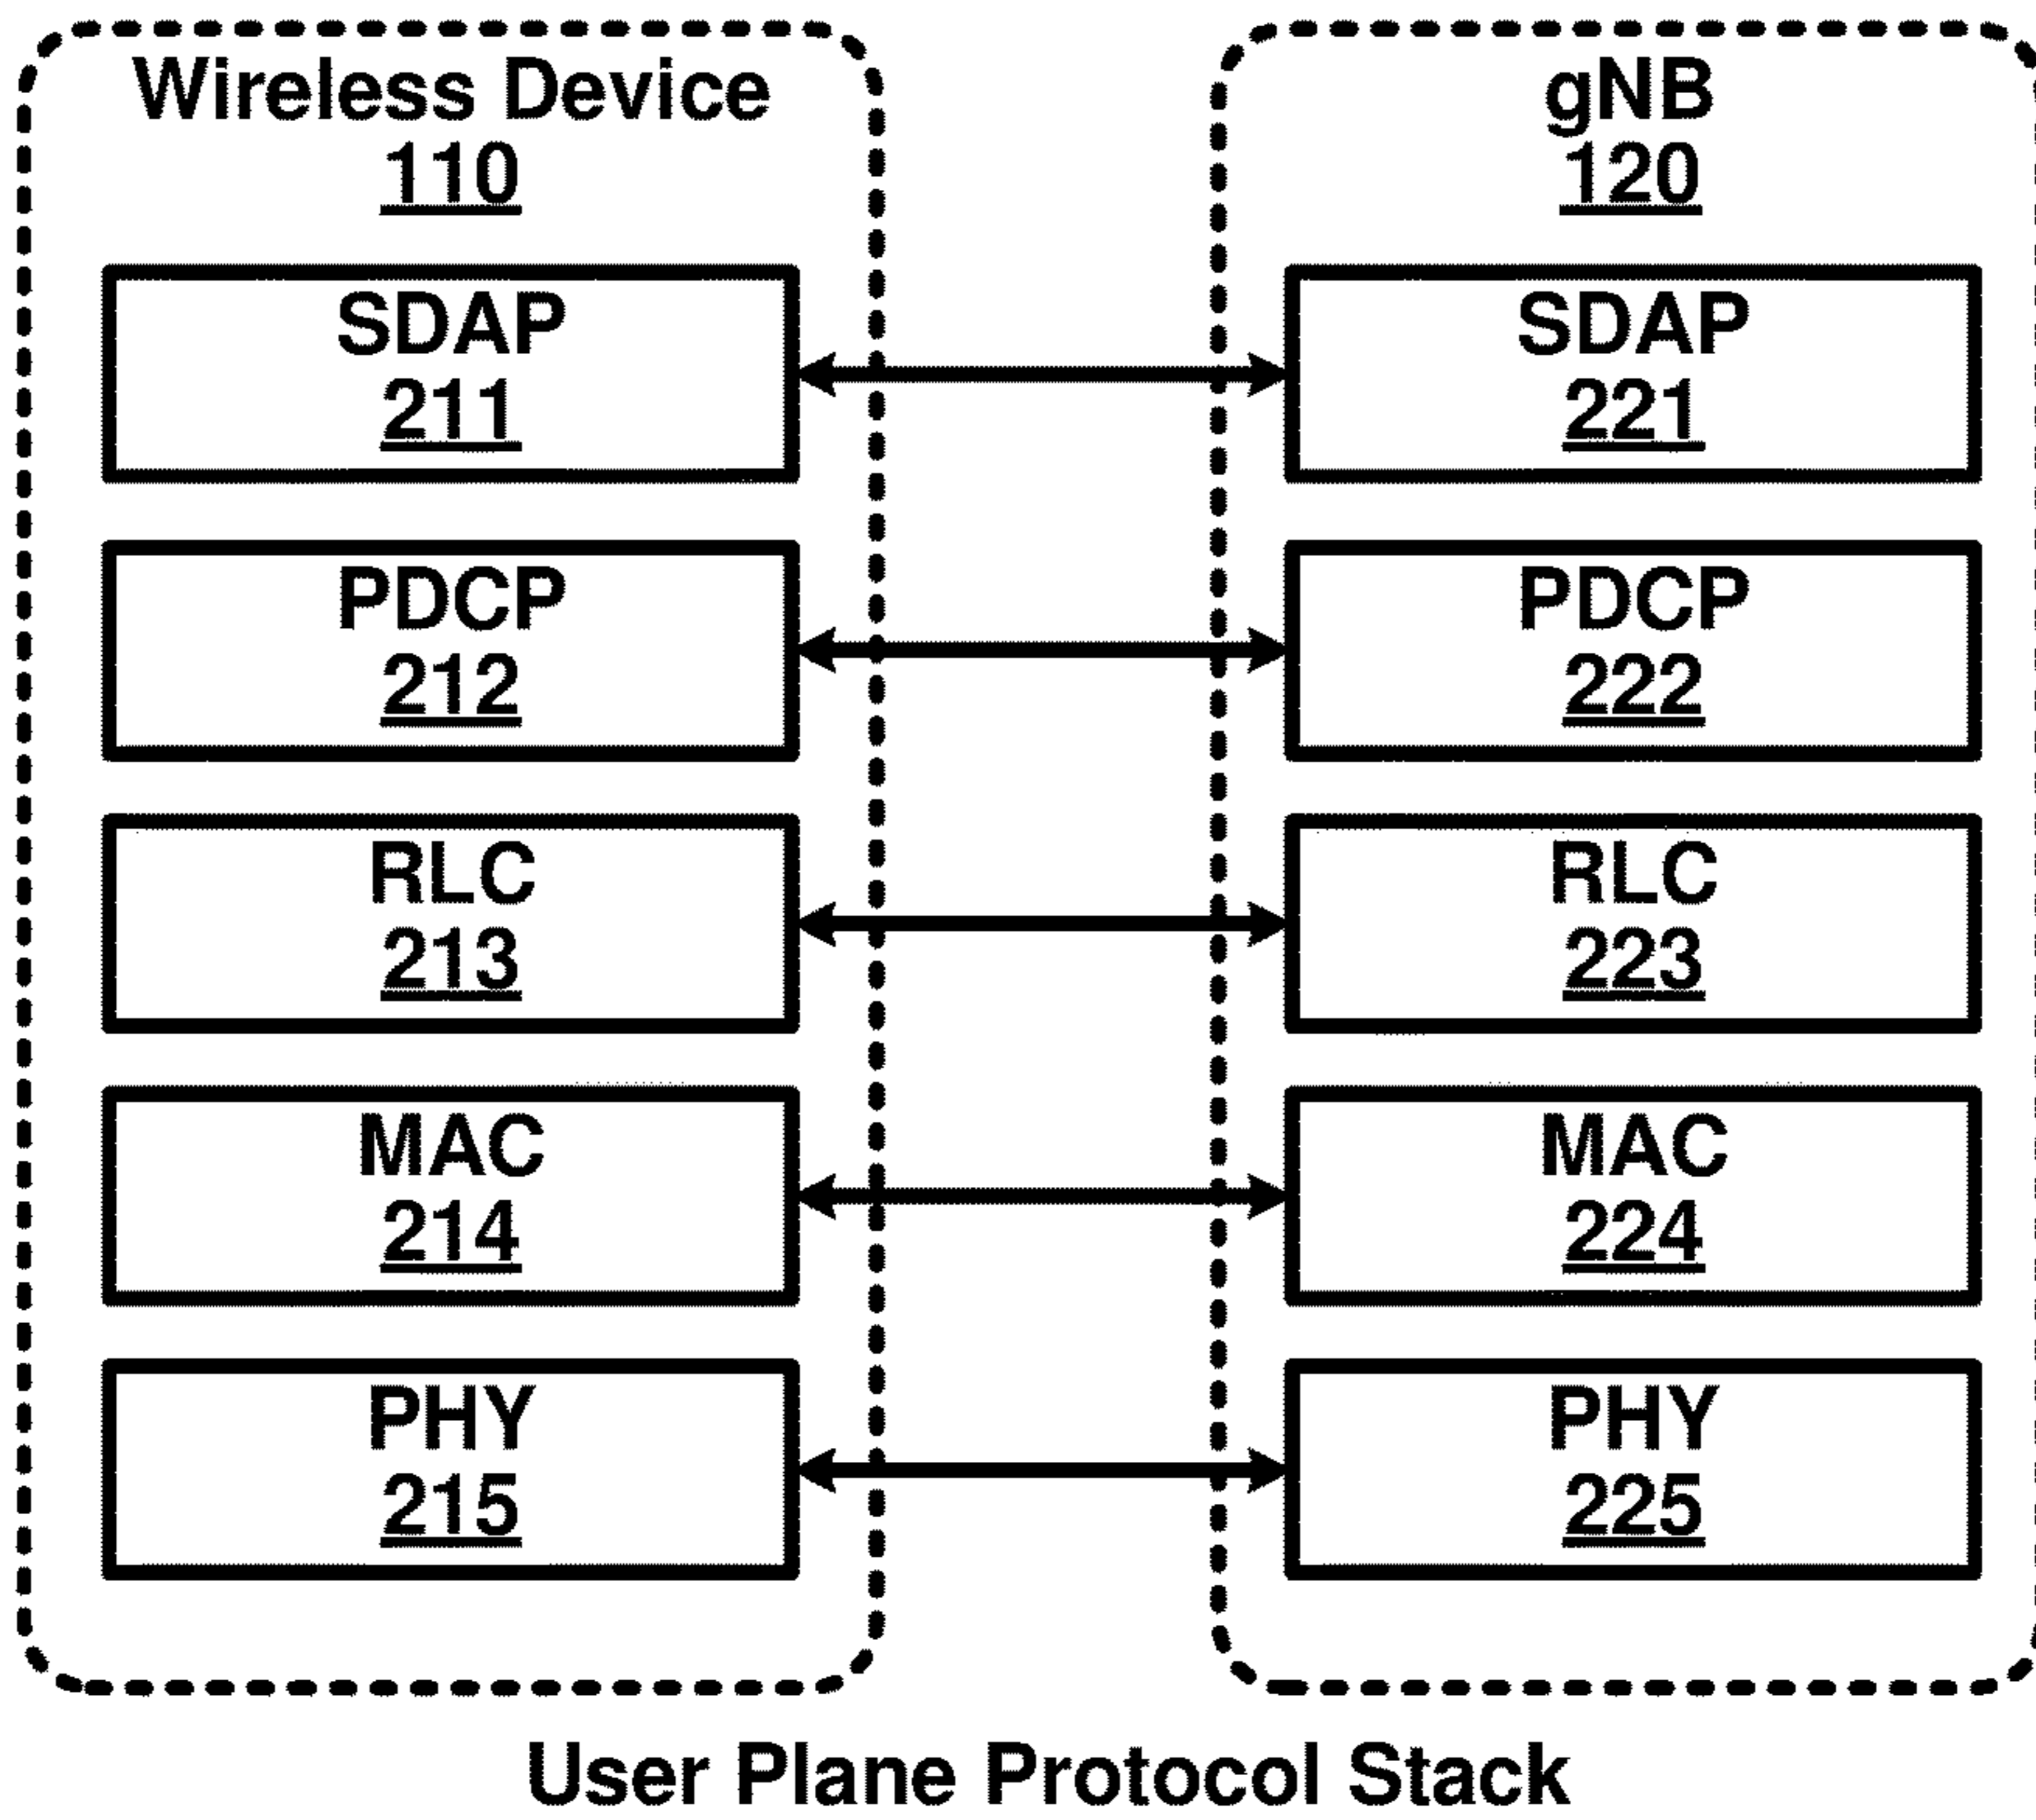 Wireless Device
110
SDAP
211
PDCP
212
RLC
213
MAC
214
PHY
215
gNB
120
SDAP
221
PDCP
222
RLC
223
MAC
224
PHY
225
User Plane Protocol Stack